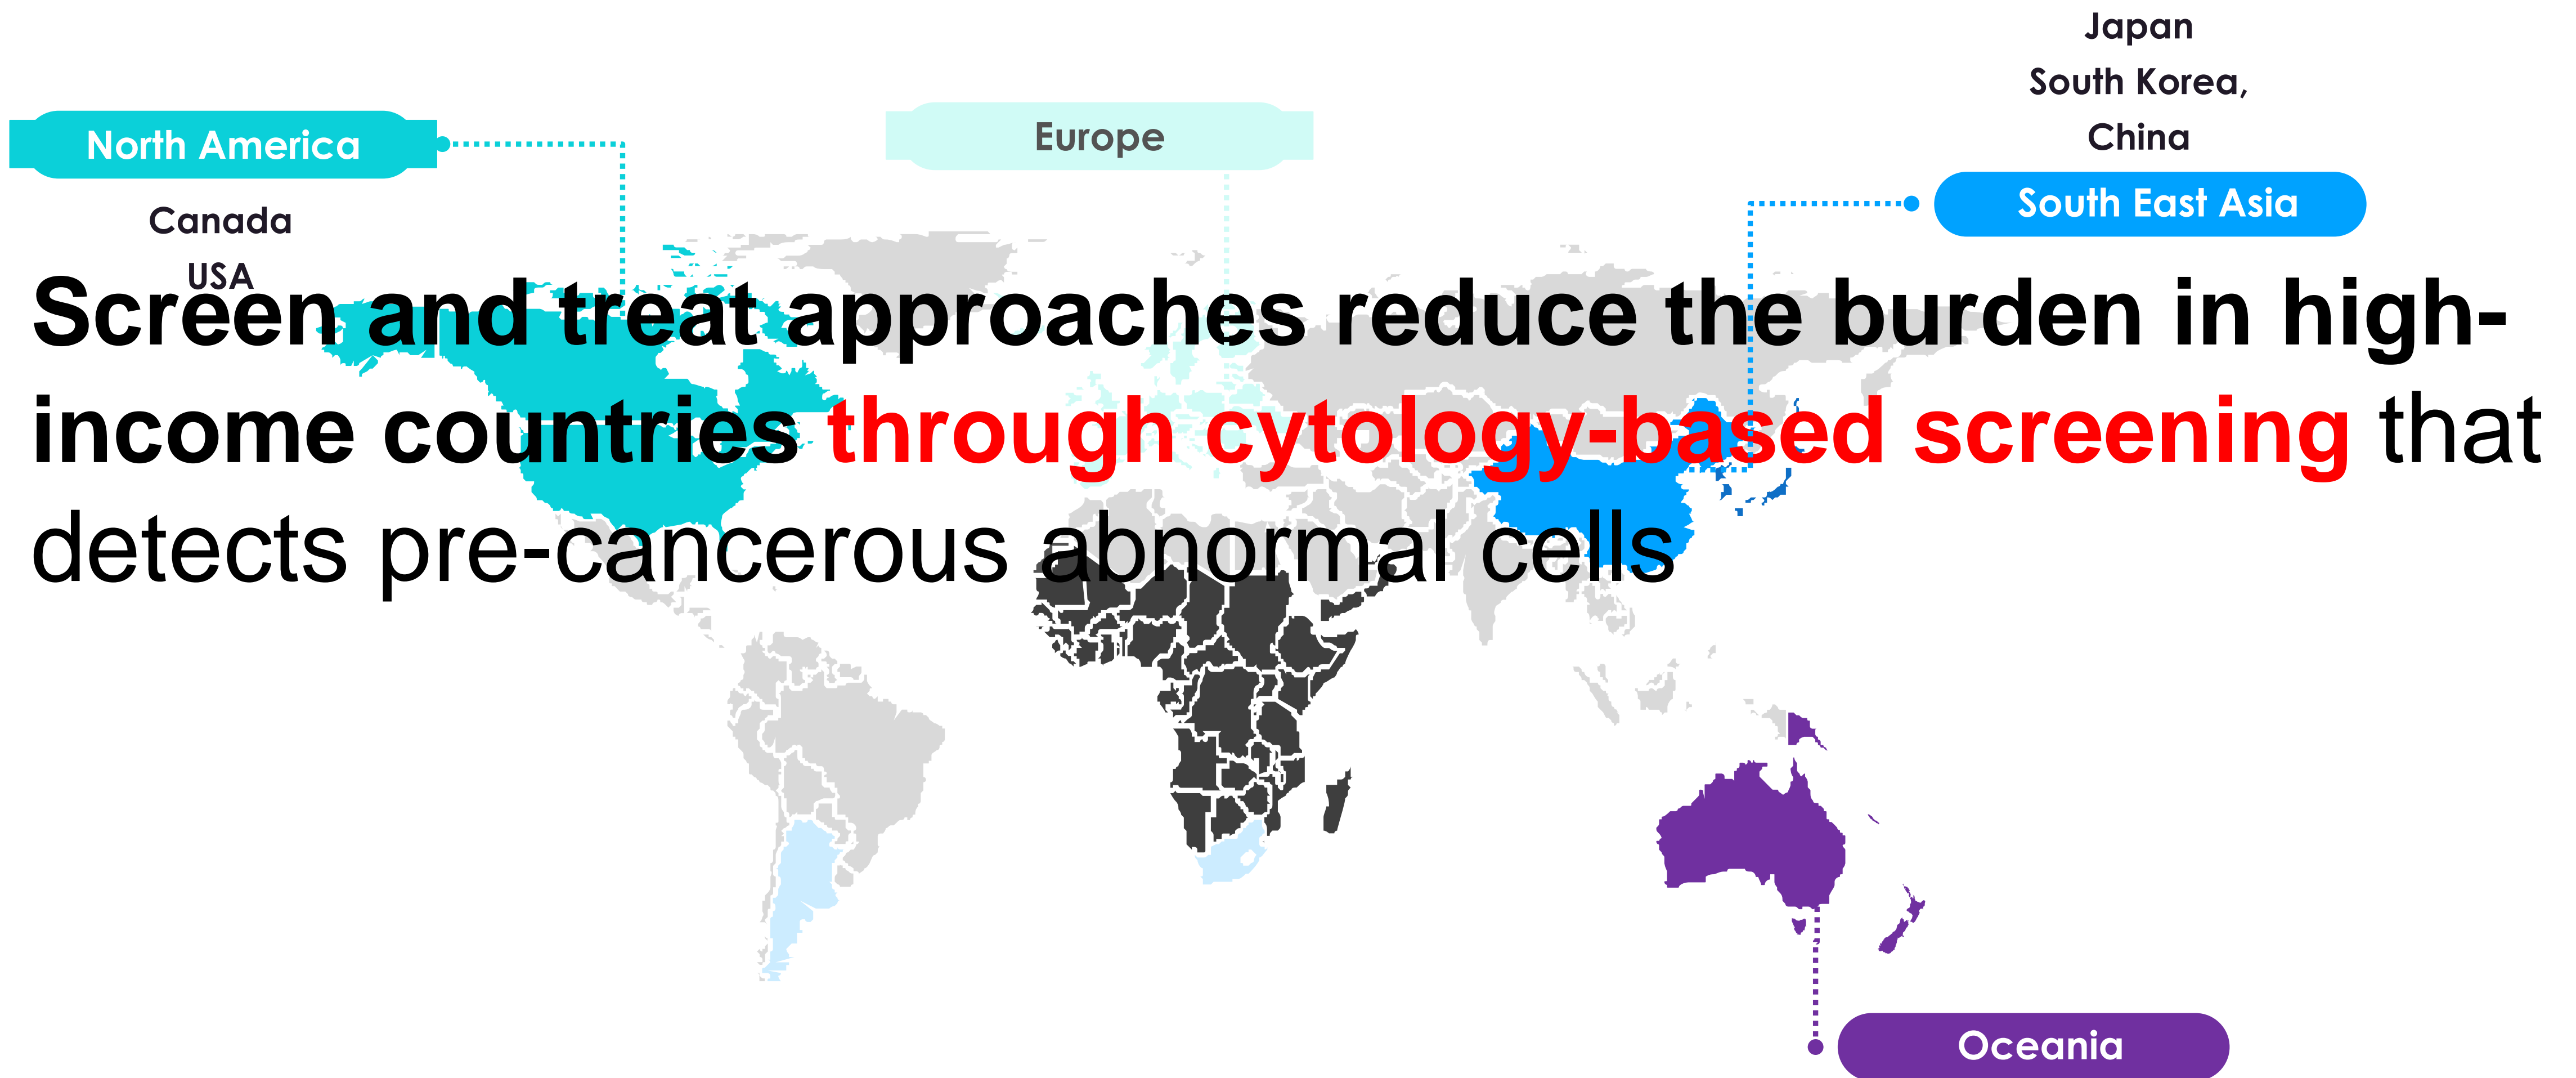 Japan
South Korea,
China
North America
Europe
South East Asia
Canada
USA
Screen and treat approaches reduce the burden in high-
income countries through cytology-based screening that
detects pre-cancerous abnormal cells
Oceania